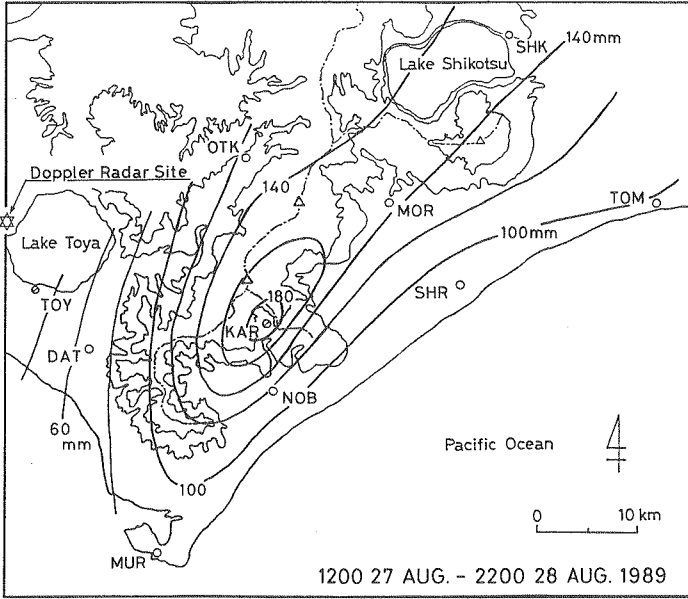 SHK
140mm
Lake Shikotsu
OTK
Doppler Radar Site
140
MOR
TOM
Lake Toya
100mm
TOY
180
SHR
KAR
DAT
NOB
60
mm
Pacific Ocean
100
0 10 km
MUR
1200 27 AUG. - 2200 28 AUG. 1989